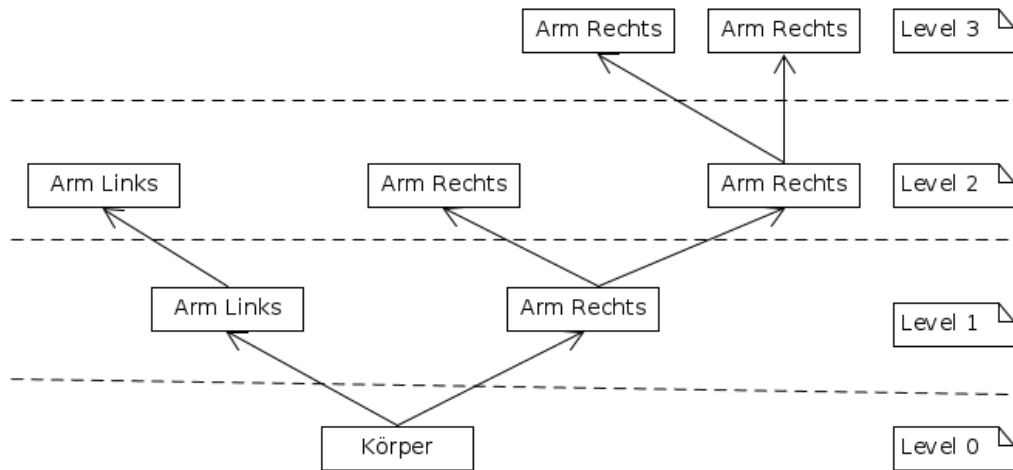 Arm Rechts
Arm Rechts
Level 3
Arm Links
Arm Rechts
Arm Rechts
Level 2
Arm Links
Arm Rechts
Level 1
Körper
Level 0